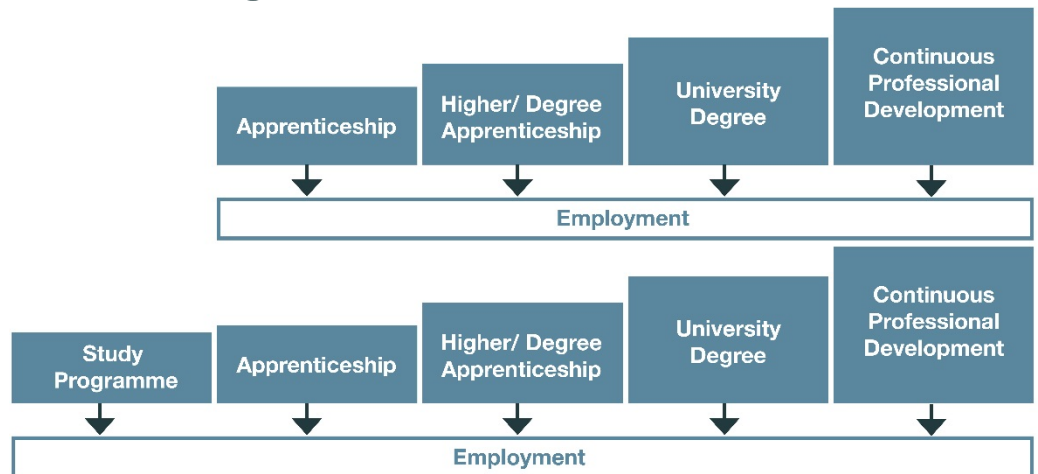 Apprenticeship
Higher/ Degree
Apprenticeship
University
Degree
Continuous
Professional
Development
Employment
Study
Programme
Apprenticeship
Higher/ Degree
Apprenticeship
University
Degree
Continuous
Professional
Development
Employment